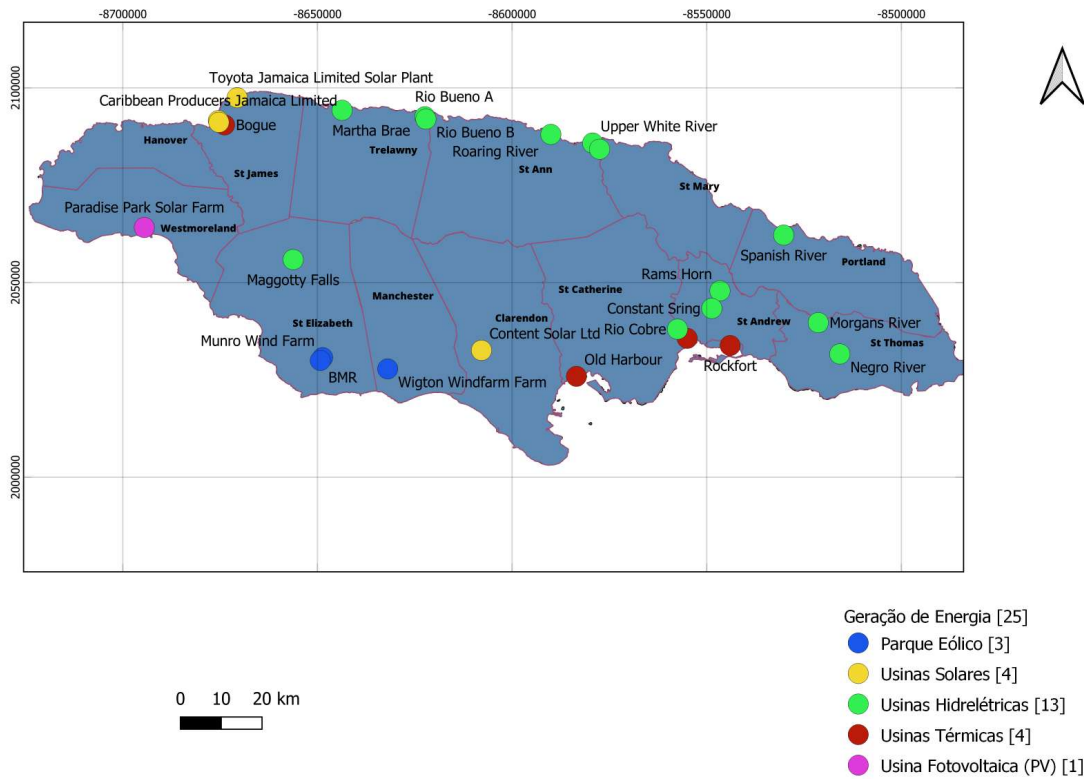 -8700000 -8650000 -8600000 -8550000 -8500000
2100000
2050000
2000000
Toyota Jamaica Limited Solar Plant
Caribbean Producers Jamaica Limited
Rio Bueno A
Bogue
Martha Brae
Rio Bueno B
Upper White River
Hanover
Trelawny
Roaring River
St James
St Ann
St Mary
Paradise Park Solar Farm
Westmoreland
Spanish River
Portland
Maggotty Falls
Rams Horn
St Catherine
Manchester
Constant Sring
Clarendon
St Elizabeth
Rio Cobre
St Andrew
Morgans River
Content Solar Ltd
Munro Wind Farm
St Thomas
Old Harbour
Rockfort
Negro River
BMR
Wigton Windfarm Farm
0 10 20 km
Geração de Energia [25]
Parque Eólico [3]
Usinas Solares [4]
Usinas Hidrelétricas [13]
Usinas Térmicas [4]
Usina Fotovoltaica (PV) [1]